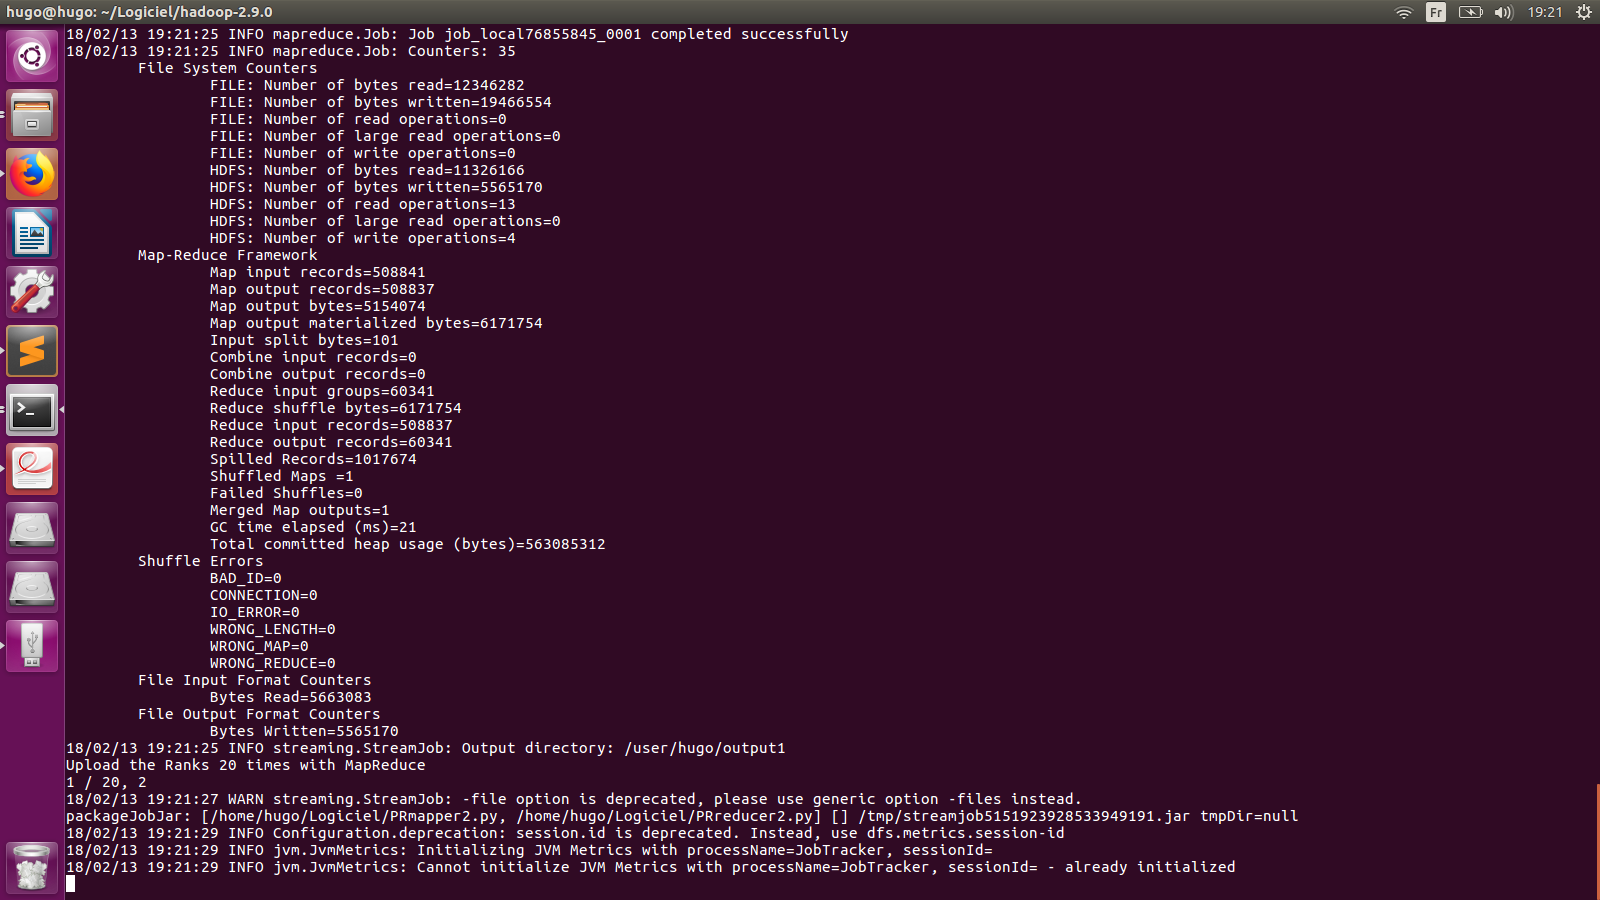 hugo@hugo: ~/Logiciel/hadoop-2.9.0
Fr
19:21
18/02/13 19:21:25 INFO mapreduce.Job: Job job_local76855845_0001 completed successfully
18/02/13 19:21:25 INFO mapreduce.Job: Counters: 35
File System Counters
FILE: Number of bytes read=12346282
FILE: Number of bytes written=19466554
FILE: Number of read operations=0
FILE: Number of large read operations=0
FILE: Number of write operations=0
HDFS: Number of bytes read=11326166
HDFS: Number of bytes written=5565170
HDFS: Number of read operations=13
HDFS: Number of large read operations=0
HDFS: Number of write operations=4
Map-Reduce Framework
Map input records=508841
Map output records=508837
Map output bytes=5154074
Map output materialized bytes=6171754
Input split bytes=101
Combine input records=0
Combine output records=0
Reduce input groups=60341
Reduce shuffle bytes=6171754
Reduce input records=508837
Reduce output records=60341
Spilled Records=1017674
Shuffled Maps =1
Failed Shuffles=0
Merged Map outputs=1
GC time elapsed (ms)=21
Total committed heap usage (bytes)=563085312
Shuffle Errors
BAD_ID=0
CONNECTION=0
IO_ERROR=0
WRONG_LENGTH=0
WRONG_MAP=0
WRONG_REDUCE=0
File Input Format Counters
Bytes Read=5663083
File Output Format Counters
Bytes Written=5565170
18/02/13 19:21:25 INFO streaming.StreamJob: Output directory: /user/hugo/output1
Upload the Ranks 20 times with MapReduce
1 / 20, 2
18/02/13 19:21:27 WARN streaming.StreamJob: -file option is deprecated, please use generic option -files instead.
packageJobJar: [/home/hugo/Logiciel/PRmapper2.py, /home/hugo/Logiciel/PRreducer2.py] [] /tmp/streamjob5151923928533949191.jar tmpDir=null
18/02/13 19:21:29 INFO Configuration.deprecation: session.id is deprecated. Instead, use dfs.metrics.session-id
18/02/13 19:21:29 INFO jvm.JvmMetrics: Initializing JVM Metrics with processName=JobTracker, sessionId=
18/02/13 19:21:29 INFO jvm.JvmMetrics: Cannot initialize JVM Metrics with processName=JobTracker, sessionId= - already initialized